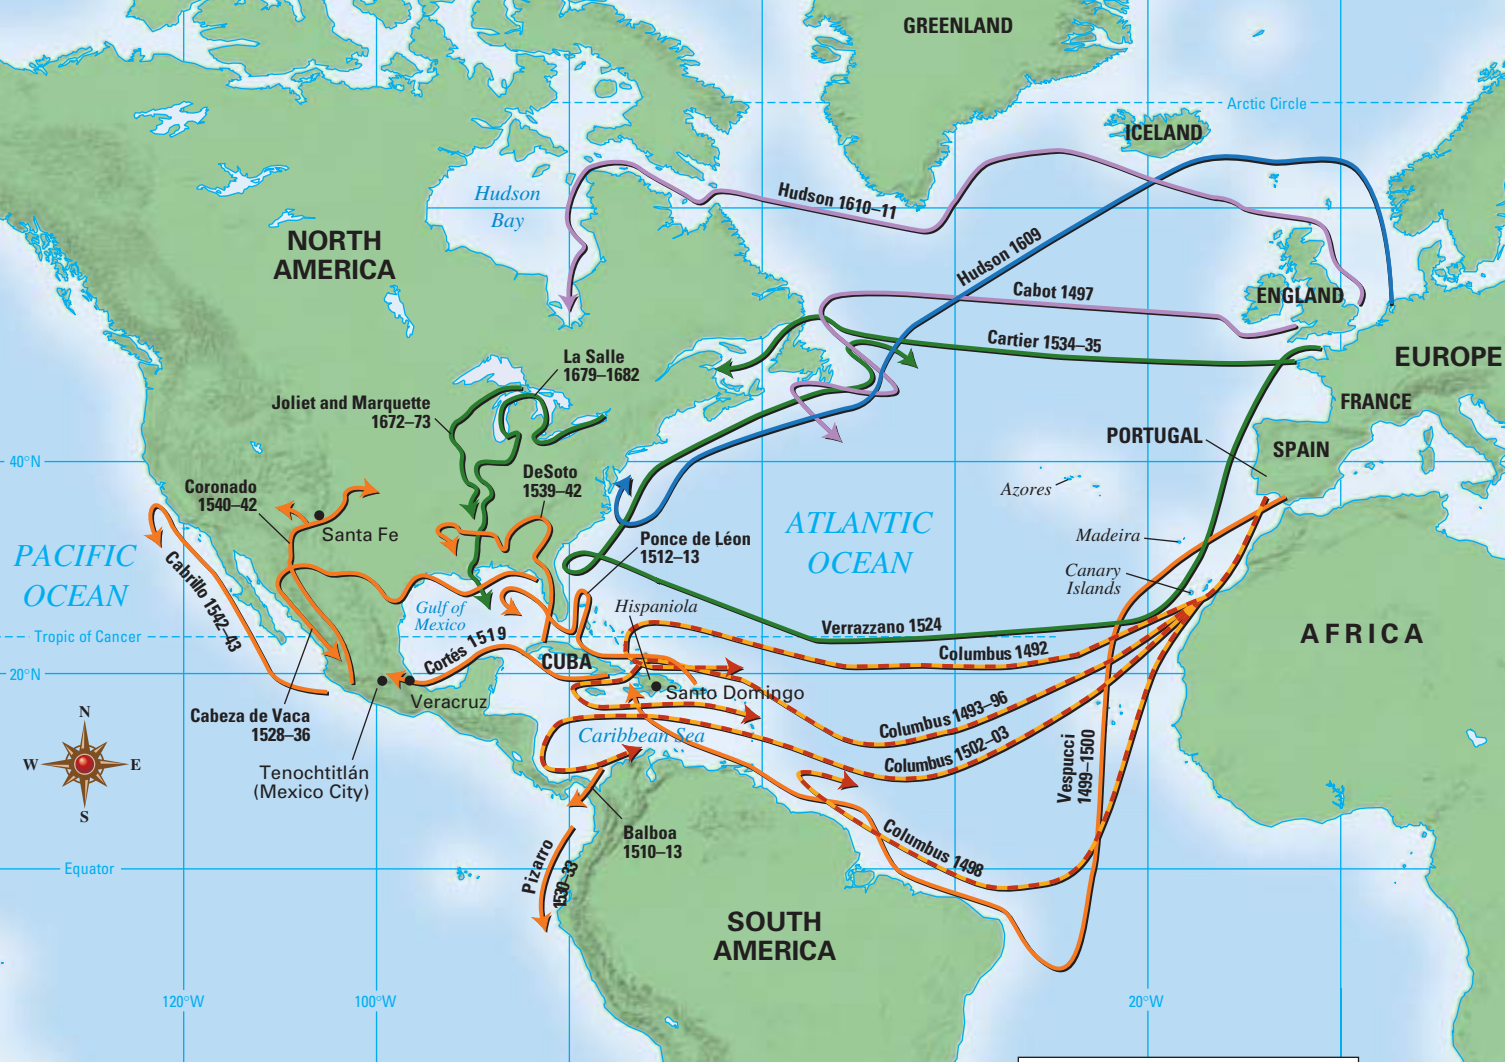 GREENLAND
Arctic Circle
ICELAND
Hudson
Bay
Hudson 1610–11
NORTH
AMERICA
Hudson 1609
ENGLAND
Cabot 1497
Cartier 1534–35
EUROPE
La Salle
1679–1682
FRANCE
Joliet and Marquette
1672–73
PORTUGAL
SPAIN
40°N
DeSoto
1539–42
Coronado
1540–42
Azores
Santa Fe
ATLANTIC
OCEAN
Ponce de Léon
1512–13
Madeira
PACIFIC
OCEAN
Cabrillo 1542–43
Canary
Islands
Gulf of
Mexico
Hispaniola
Verrazzano 1524
AFRICA
Tropic of Cancer
Cortés 1519
Columbus 1492
CUBA
20°N
Santo Domingo
Veracruz
Cabeza de Vaca
1528–36
Columbus 1493–96
Caribbean Sea
Columbus 1502–03
N
W
E
S
Tenochtitlán
(Mexico City)
Vespucci
1499–1500
Balboa
1510–13
Columbus 1498
Pizarro
1530–33
Equator
SOUTH
AMERICA
120°W
100°W
20°W